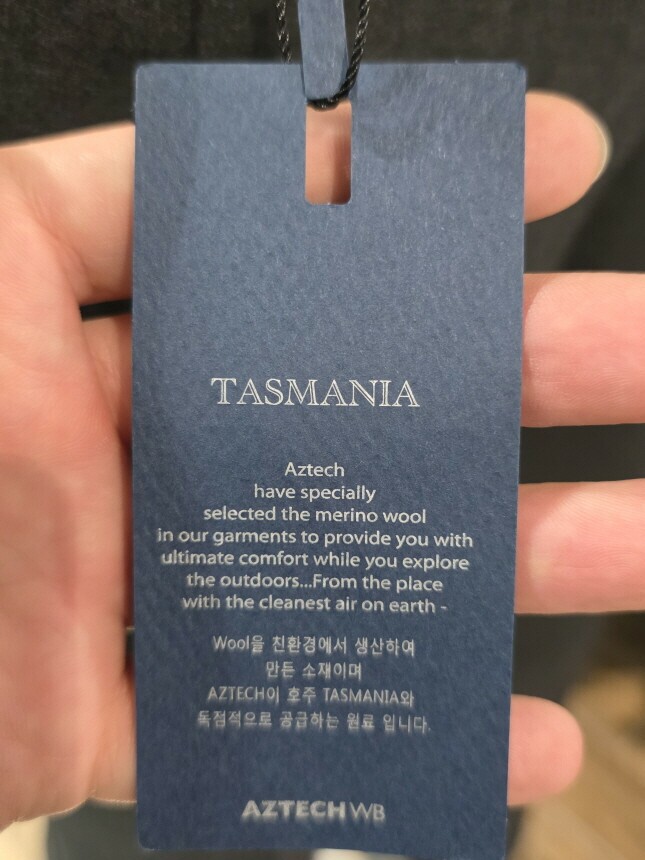 TASMANIA
Aztech
have specially
selected the merino wool
in our garments to provide you with
ultimate comfort while you explore
the outdoors...From the place
with the cleanest air on earth -
Wool을 친환경에서 생산하여
만든 소재이며
AZTECH이 호주 TASMANIA와
독점적으로 공급하는 원료 입니다.
AZTECH WB